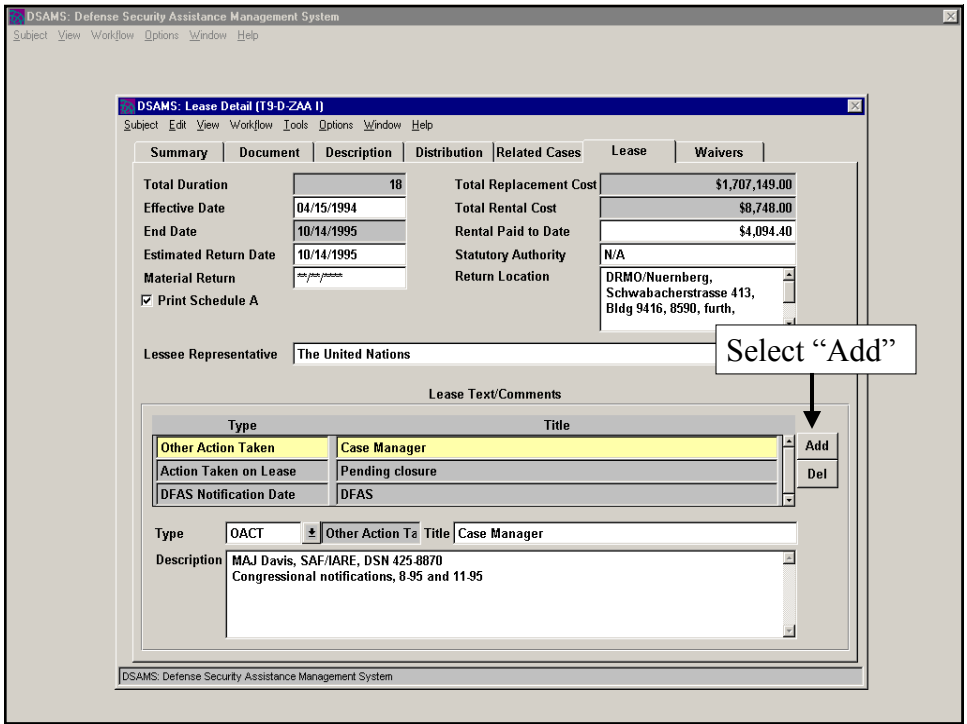 DSAMS: Defense Security Assistance Management System
Subject View Workflow Options Window Help
DSAMS: Lease Detail (T9-D-ZAA I)
Subject Edit View Workflow Tools Options Window Help
Summary Document Description Distribution Related Cases Lease Waivers
Total Duration 18 Total Replacement Cost $1,707,149.00
Effective Date 04/15/1994 Total Rental Cost $8,748.00
End Date 10/14/1995 Rental Paid to Date $4,094.40
Estimated Return Date 10/14/1995 Statutory Authority N/A
Material Return **/**/**** Return Location DRMO/Nuernberg,
Schwabacherstrasse 413,
Print Schedule A Bldg 9416, 8590, furth,
Select “Add”
Lessee Representative The United Nations
Lease Text/Comments
Type Title
Other Action Taken Case Manager Add
Action Taken on Lease Pending closure Del
DFAS Notification Date DFAS
Type OACT Other Action Ta Title Case Manager
Description MAJ Davis, SAF/IARE, DSN 425-8870
Congressional notifications, 8-95 and 11-95
DSAMS: Defense Security Assistance Management System